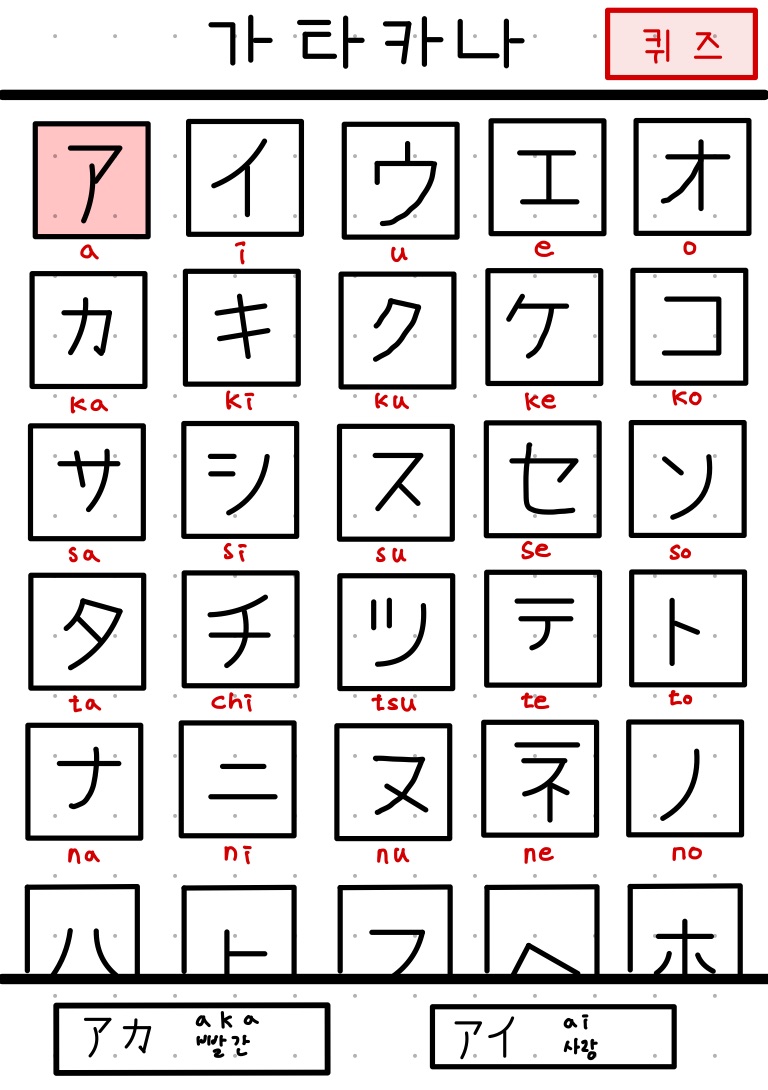 가타카나 퀴즈
ア イ ウ エ オ
a i u e o
カ キ ク ケ コ
ka ki ku ke ko
サ シ ス セ ソ
sa si su se so
タ チ ツ テ ト
ta chi tsu te to
ナ ニ ヌ ネ ノ
na ni nu ne no
ハ ヒ フ ヘ ホ
アカ aka アイ ai
빨간 사랑